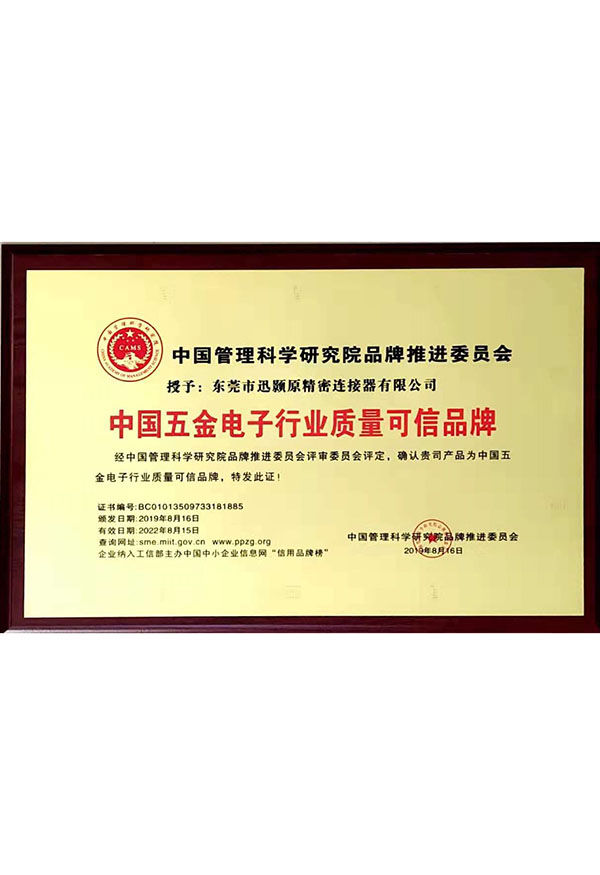 CAMS
中国管理科学研究院品牌推进委员会
授予：东莞市迅颢原精密连接器有限公司
中国五金电子行业质量可信品牌
经中国管理科学研究院品牌推进委员会评审委员会评定，确认贵司产品为中国五
金电子行业质量可信品牌，特发此证！
证书编号:BC01013509733181885
颁发日期:2019年8月16日
有效日期:2022年8月15日
查询网址:sme.miit.gov.cn www.ppzg.org
企业纳入工信部主办中国中小企业信息网“信用品牌榜”
中国管理科学研究院品牌推进委员会
2019年8月16日